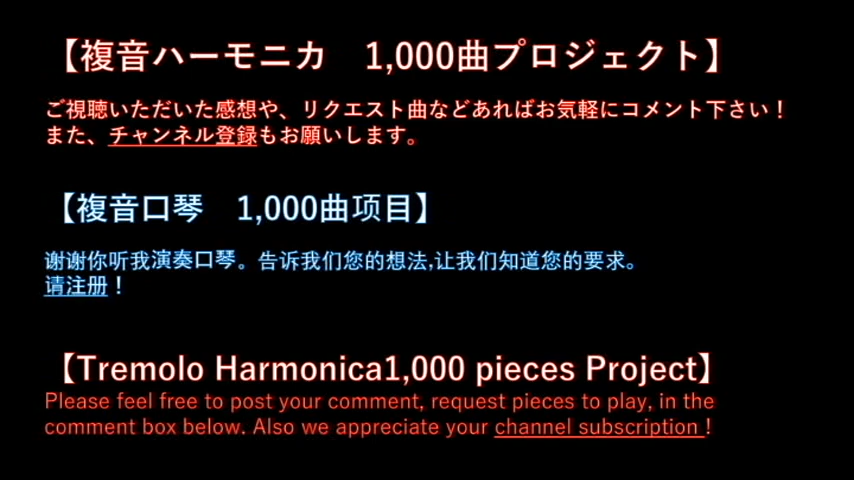 【複音ハーモニカ　1,000曲プロジェクト】
ご視聴いただいた感想や、リクエスト曲などあればお気軽にコメント下さい！
また、チャンネル登録もお願いします。
【複音口琴　1,000曲项目】
谢谢你听我演奏口琴。告诉我们您的想法,让我们知道您的要求。
请注册！
【Tremolo Harmonica1,000 pieces Project】
Please feel free to post your comment, request pieces to play, in the
comment box below. Also we appreciate your channel subscription !